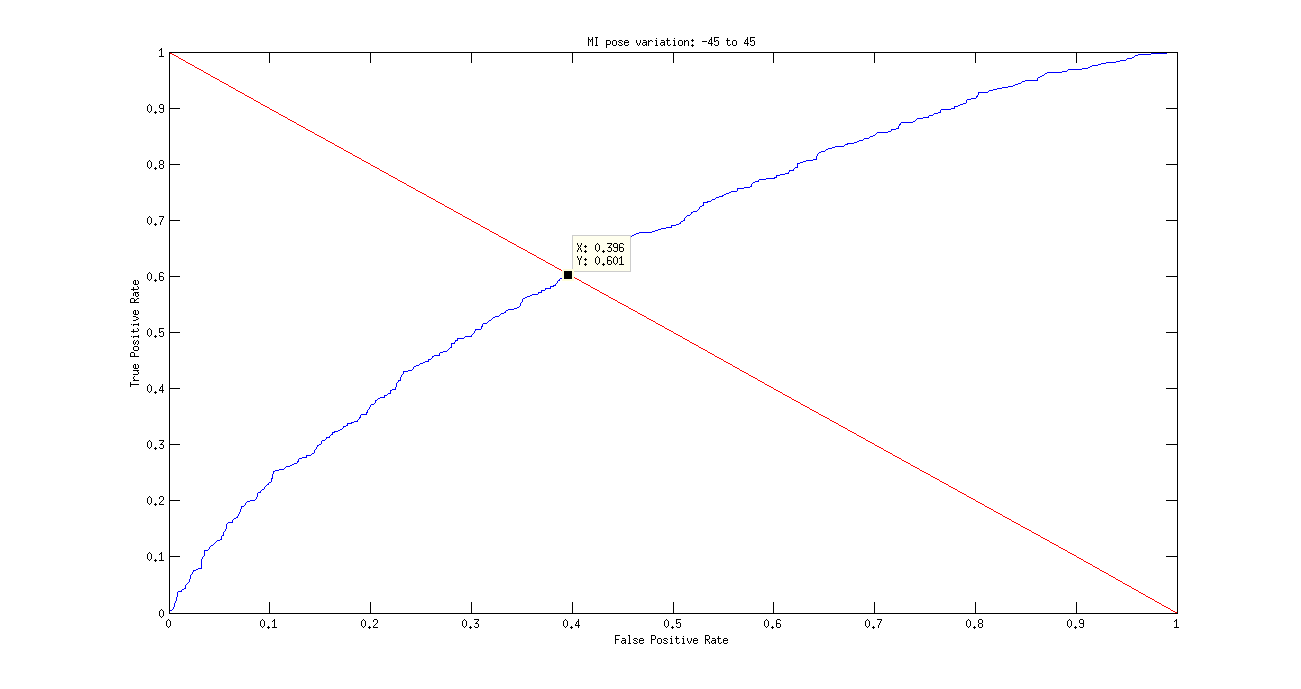 MI pose variation: -45 to 45
1
0.9
0.8
0.7
X: 0.396
Y: 0.601
0.6
True Positive Rate
0.5
0.4
0.3
0.2
0.1
0
0 0.1 0.2 0.3 0.4 0.5 0.6 0.7 0.8 0.9 1
False Positive Rate